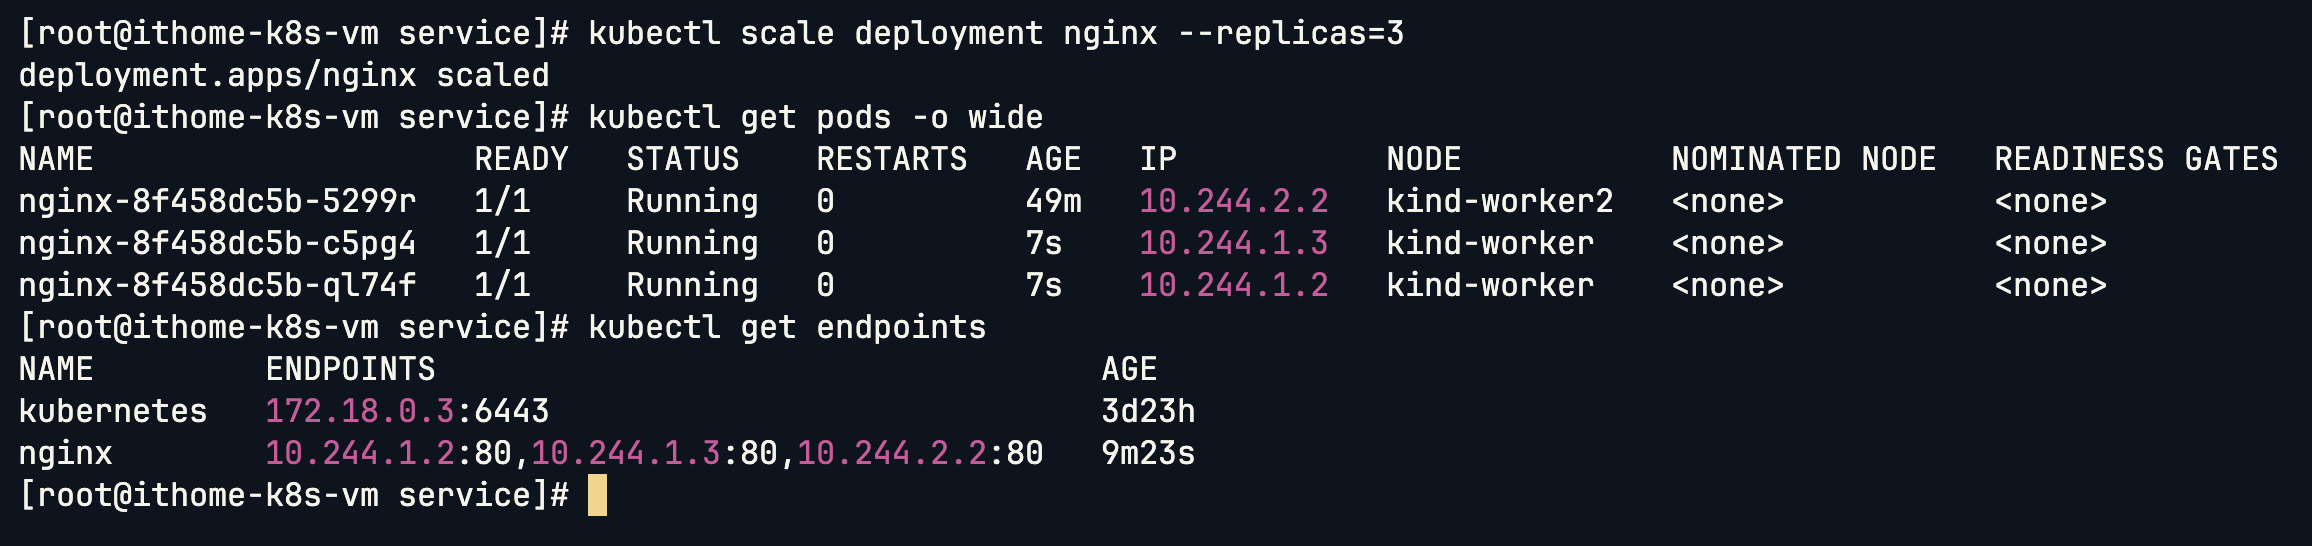 [root@ithome-k8s-vm service]# kubectl scale deployment nginx --replicas=3
deployment.apps/nginx scaled
[root@ithome-k8s-vm service]# kubectl get pods -o wide
NAME                    READY   STATUS    RESTARTS   AGE   IP           NODE           NOMINATED NODE   READINESS GATES
nginx-8f458dc5b-5299r   1/1     Running   0          49m   10.244.2.2   kind-worker2   <none>           <none>
nginx-8f458dc5b-c5pg4   1/1     Running   0          7s    10.244.1.3   kind-worker    <none>           <none>
nginx-8f458dc5b-ql74f   1/1     Running   0          7s    10.244.1.2   kind-worker    <none>           <none>
[root@ithome-k8s-vm service]# kubectl get endpoints
NAME         ENDPOINTS                                   AGE
kubernetes   172.18.0.3:6443                             3d23h
nginx        10.244.1.2:80,10.244.1.3:80,10.244.2.2:80   9m23s
[root@ithome-k8s-vm service]#